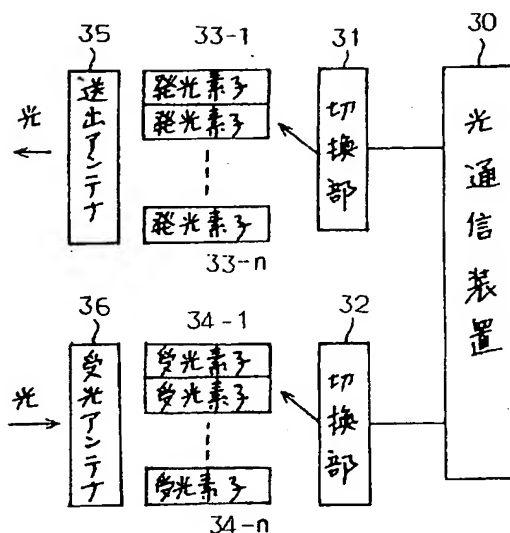 35
33-1
31
30
光
送出アンテナ
発光素子
発光素子
発光素子
33-n
切換部
光通信装置
36
34-1
32
光
受光アンテナ
受光素子
受光素子
受光素子
34-n
切換部